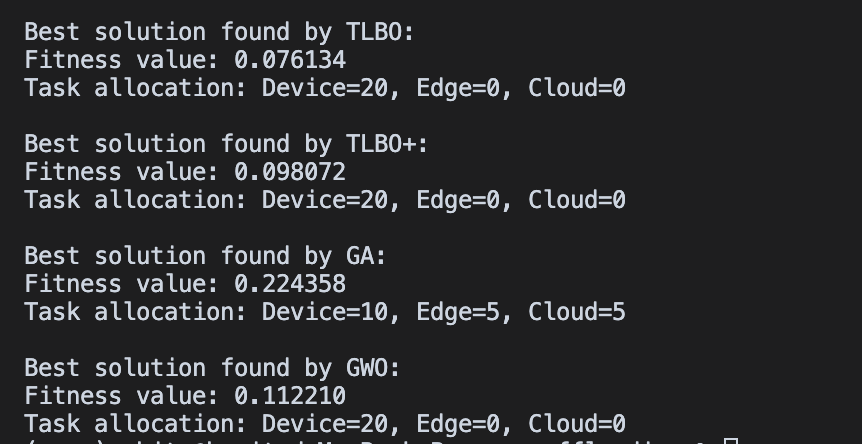 Best solution found by TLBO:
Fitness value: 0.076134
Task allocation: Device=20, Edge=0, Cloud=0
Best solution found by TLBO+:
Fitness value: 0.098072
Task allocation: Device=20, Edge=0, Cloud=0
Best solution found by GA:
Fitness value: 0.224358
Task allocation: Device=10, Edge=5, Cloud=5
Best solution found by GWO:
Fitness value: 0.112210
Task allocation: Device=20, Edge=0, Cloud=0